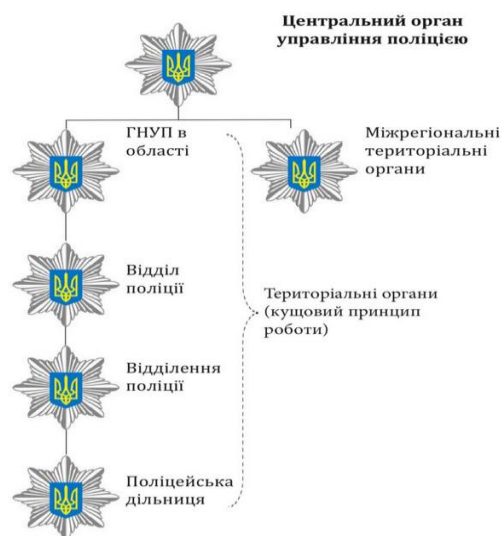 Центральний орган
управління поліцією
ГНУП в
області
Міжрегіональні
територіальні
органи
Відділ
поліції
Територіальні органи
(кущовий принцип
роботи)
Відділення
поліції
Поліцейська
дільниця